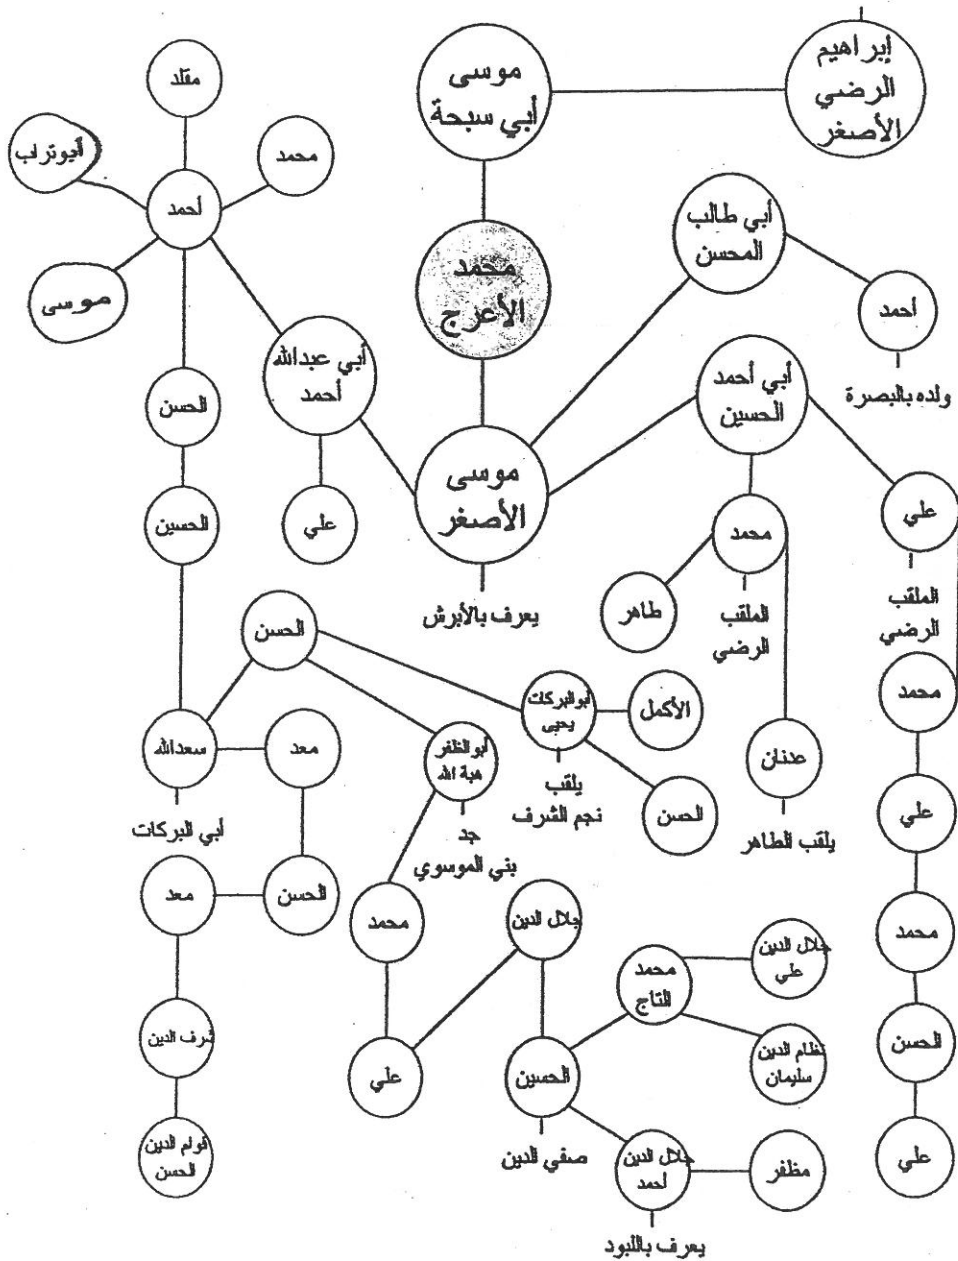 إبراهيم
الرضي
الأصغر
موسى
أبي سبحة
مقلد
محمد
أبوتراب
أحمد
موسى
أبي طالب
المحسن
محمد
الأعرج
أحمد
ولده بالبصرة
أبي عبدالله
أحمد
أبي أحمد
الحسين
الحسن
موسى
الأصغر
يعرف بالأبرش
علي
الحسين
محمد
الملقب
الرضي
علي
الملقب
الرضي
طاهر
الحسن
محمد
أبوالبركات
يحيى
يلقب
نجم الشرف
الأكمل
سعدالله
أبي البركات
معد
أبوالظفر
هبة الله
جد
بني الموسوي
عدنان
يلقب الطاهر
الحسن
علي
معد
الحسن
محمد
جلال الدين
محمد
جلال الدين
علي
محمد
التاج
شرف الدين
علي
الحسين
صفي الدين
نظام الدين
سليمان
الحسن
قوام الدين
الحسن
جلال الدين
أحمد
يعرف باللبود
مظفر
علي